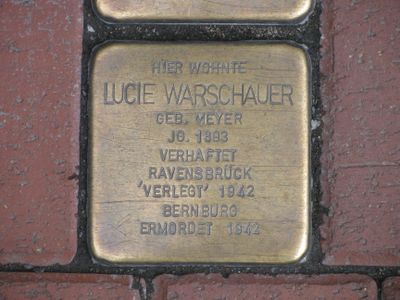 HIER WOHNTE
LUCIE WARSCHAUER
GEB. MEYER
JG. 1893
VERHAFTET
RAVENSBRÜCK
'VERLEGT' 1942
BERNBURG
ERMORDET 1942